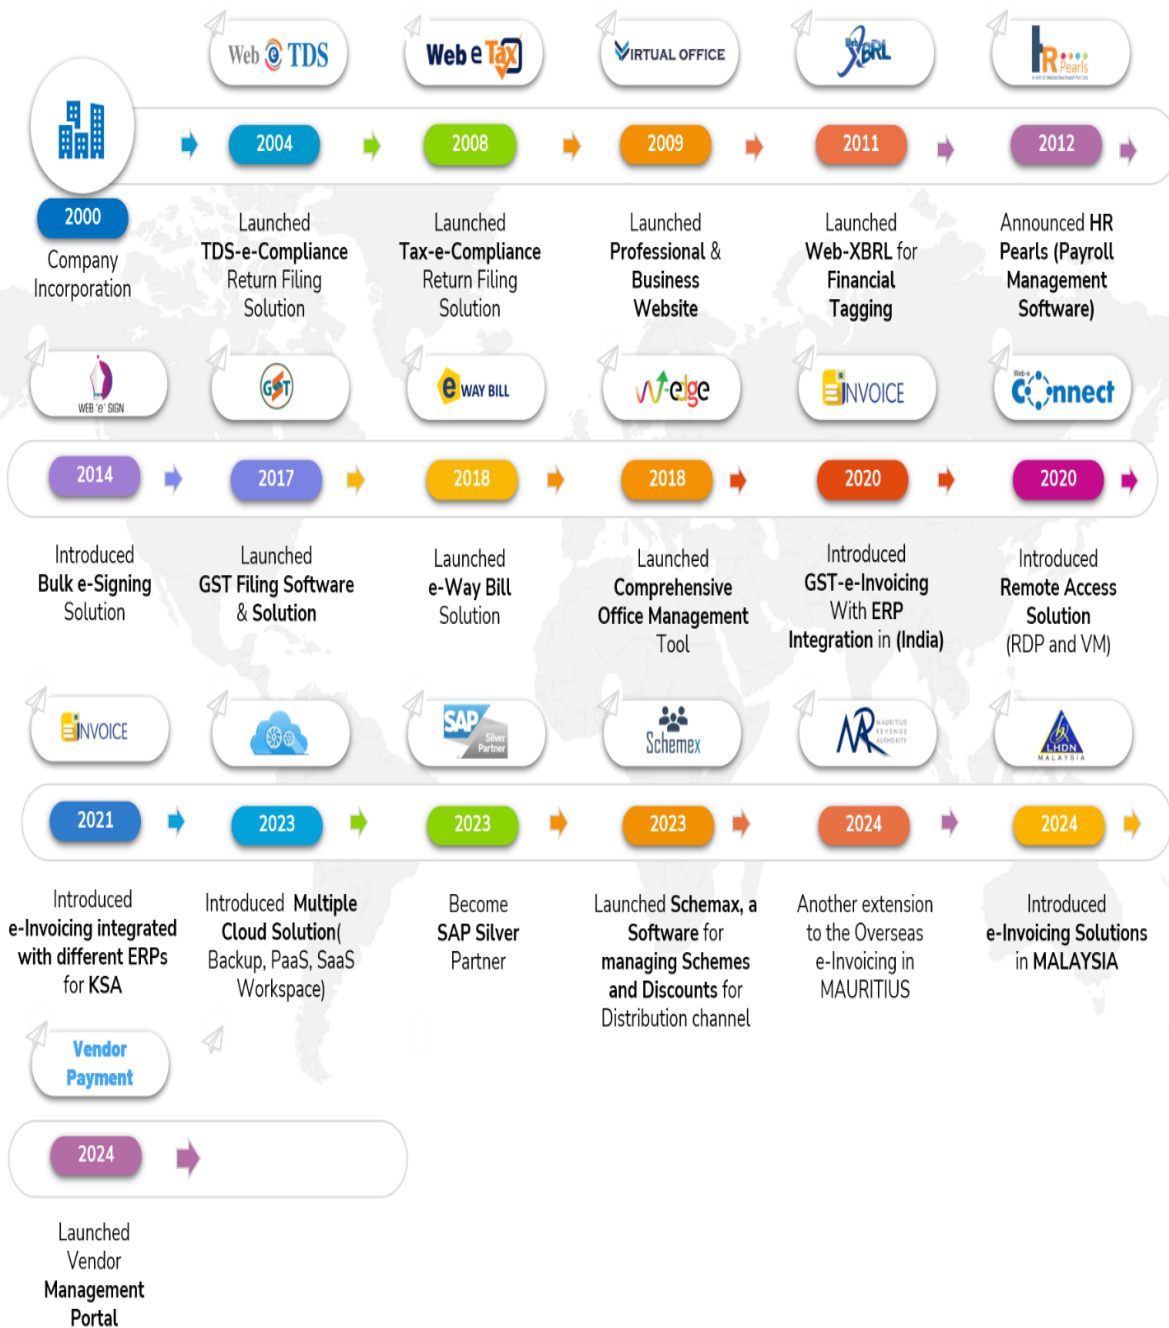 Web e TDS
Web e Tax
VIRTUAL OFFICE
Web
XBRL
HR
Pearls
2004
2008
2009
2011
2012
2000
Company
Incorporation
Launched
TDS-e-Compliance
Return Filing
Solution
Launched
Tax-e-Compliance
Return Filing
Solution
Launched
Professional &
Business
Website
Launched
Web-XBRL for
Financial
Tagging
Announced HR
Pearls (Payroll
Management
Software)
WEB 'e' SIGN
GST
e WAY BILL
W-edge
INVOICE
Web-e
Connect
2014
2017
2018
2018
2020
2020
Introduced
Bulk e-Signing
Solution
Launched
GST Filing Software
& Solution
Launched
e-Way Bill
Solution
Launched
Comprehensive
Office Management
Tool
Introduced
GST-e-Invoicing
With ERP
Integration in (India)
Introduced
Remote Access
Solution
(RDP and VM)
INVOICE
SAP
Silver
Partner
Schemex
MR
MAURITIUS
REVENUE
AUTHORITY
LHDN
MALAYSIA
2021
2023
2023
2023
2024
2024
Introduced
e-Invoicing integrated
with different ERPs
for KSA
Introduced Multiple
Cloud Solution(
Backup, PaaS, SaaS
Workspace)
Become
SAP Silver
Partner
Launched Schemax, a
Software for
managing Schemes
and Discounts for
Distribution channel
Another extension
to the Overseas
e-Invoicing in
MAURITIUS
Introduced
e-Invoicing Solutions
in MALAYSIA
Vendor
Payment
2024
Launched
Vendor
Management
Portal